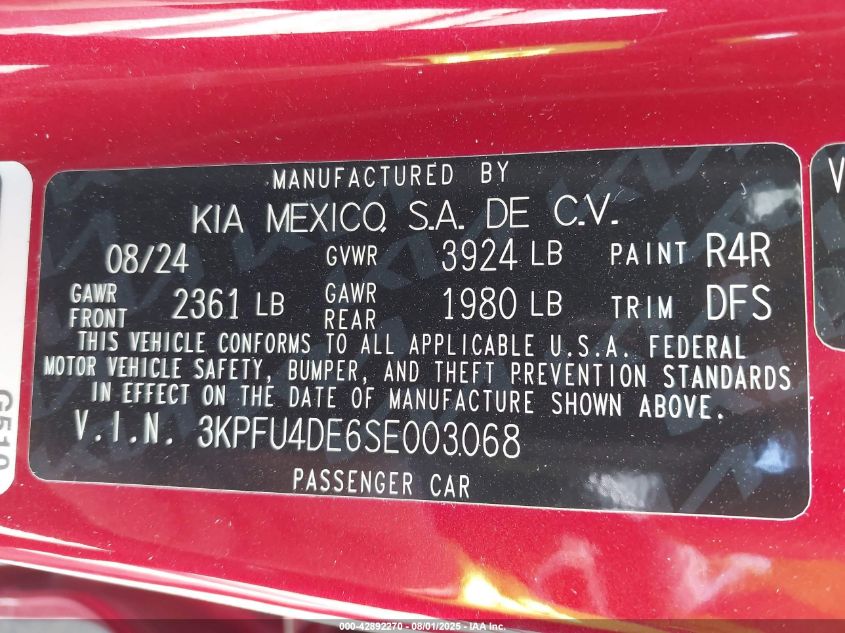 MANUFACTURED BY
KIA MEXICO, S.A. DE C.V.
08/24 GVWR 3924 LB PAINT R4R
GAWR FRONT 2361 LB GAWR REAR 1980 LB TRIM DFS
THIS VEHICLE CONFORMS TO ALL APPLICABLE U.S.A. FEDERAL
MOTOR VEHICLE SAFETY, BUMPER, AND THEFT PREVENTION STANDARDS
IN EFFECT ON THE DATE OF MANUFACTURE SHOWN ABOVE.
V.I.N. 3KPFU4DE6SE003068
PASSENGER CAR
000-42892270 - 08/01/2025 - IAA Inc.